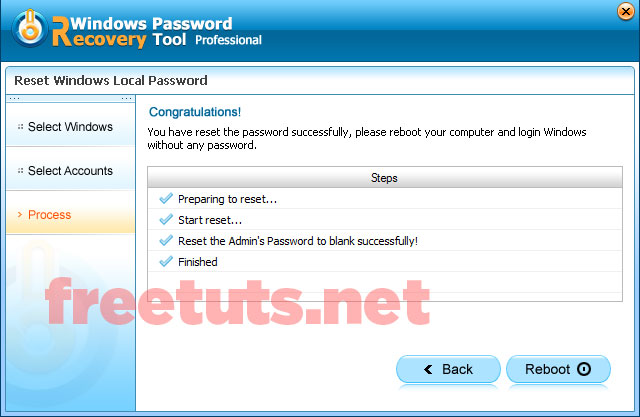 Windows Password
Recovery Tool Professional
Reset Windows Local Password
Select Windows
Select Accounts
Process
Congratulations!
You have reset the password successfully, please reboot your computer and login Windows
without any password.
Steps
Preparing to reset...
Start reset...
Reset the Admin's Password to blank successfully!
Finished
freetuts.net
Back
Reboot